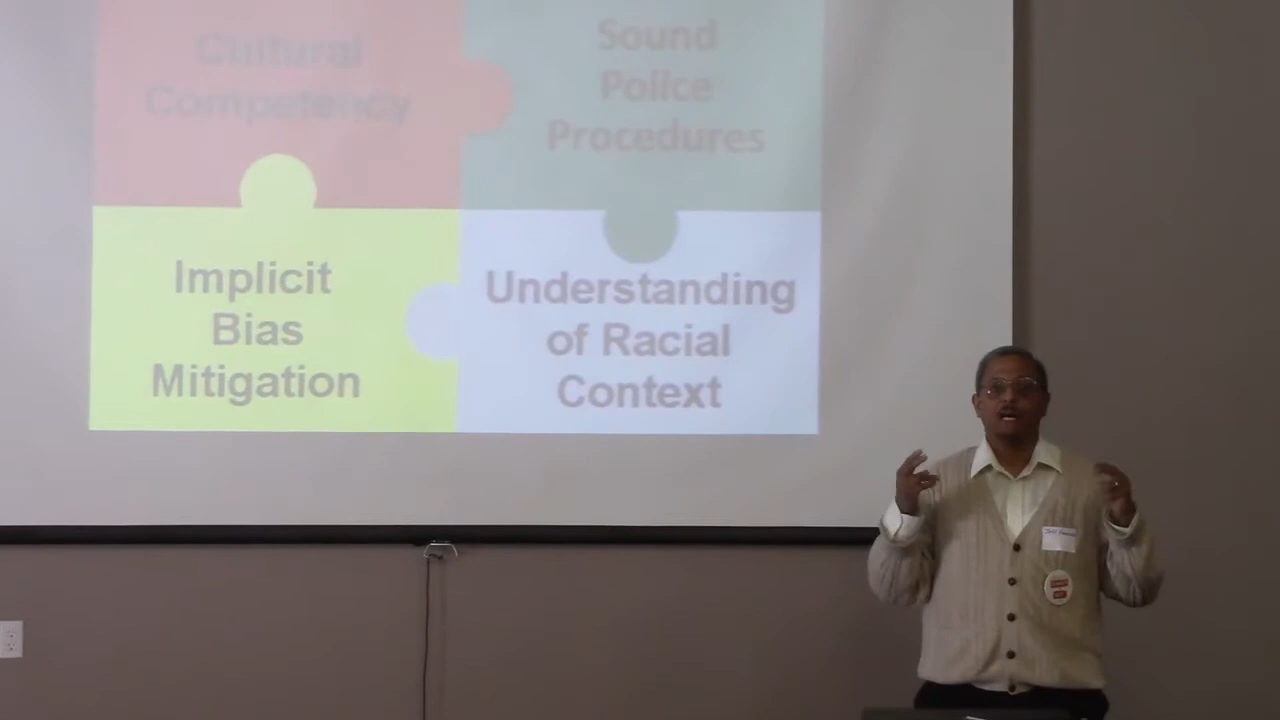 Cultural
Competency
Sound
Police
Procedures
Implicit
Bias
Mitigation
Understanding
of Racial
Context